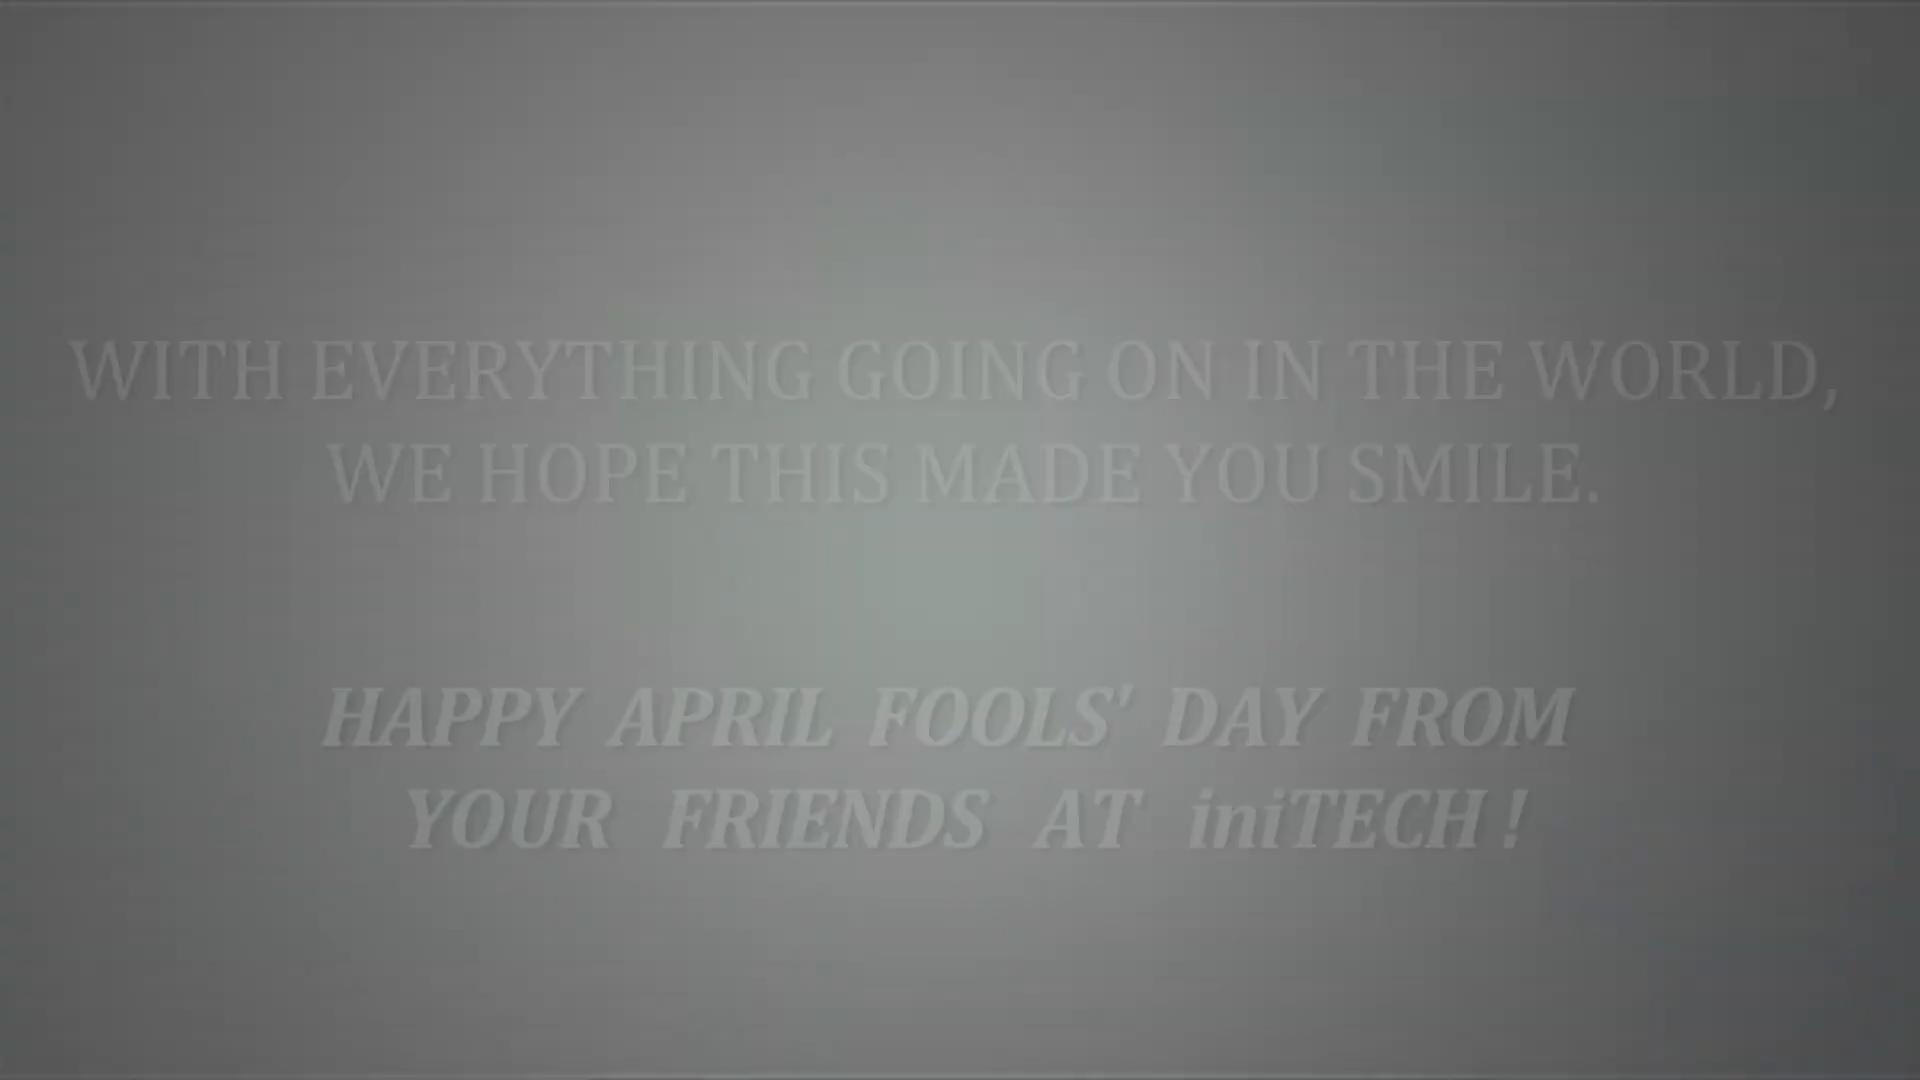 WITH EVERYTHING GOING ON IN THE WORLD,
WE HOPE THIS MADE YOU SMILE.
HAPPY APRIL FOOLS' DAY FROM
YOUR FRIENDS AT iniTECH!